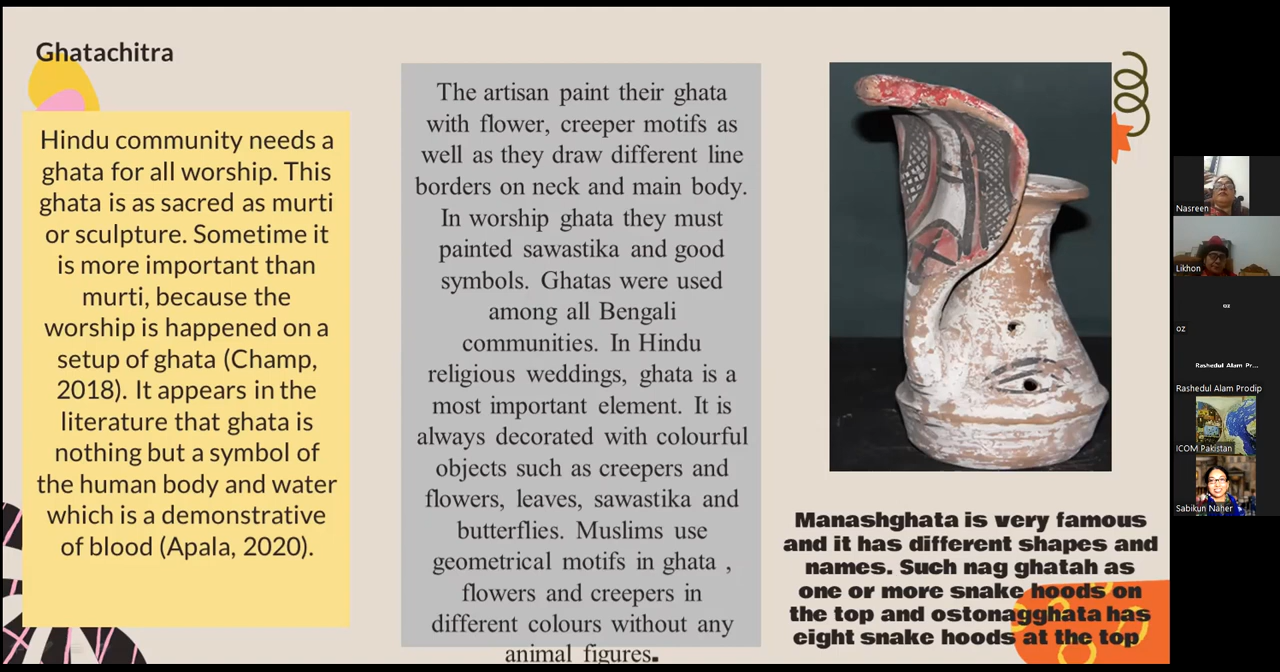 Ghatachitra
Hindu community needs a
ghata for all worship. This
ghata is as sacred as murti
or sculpture. Sometime it
is more important than
murti, because the
worship is happened on a
setup of ghata (Champ,
2018). It appears in the
literature that ghata is
nothing but a symbol of
the human body and water
which is a demonstrative
of blood (Apala, 2020).
The artisan paint their ghata
with flower, creeper motifs as
well as they draw different line
borders on neck and main body.
In worship ghata they must
painted sawastika and good
symbols. Ghatas were used
among all Bengali
communities. In Hindu
religious weddings, ghata is a
most important element. It is
always decorated with colourful
objects such as creepers and
flowers, leaves, sawastika and
butterflies. Muslims use
geometrical motifs in ghata ,
flowers and creepers in
different colours without any
animal figures.
Manashghata is very famous
and it has different shapes and
names. Such nag ghatah as
one or more snake hoods on
the top and ostonagghata has
eight snake hoods at the top
Nasreen
Likhon
oz
oz
Rashedul Alam Pr...
Rashedul Alam Prodip
ICOM Pakistan
Sabikun Naher